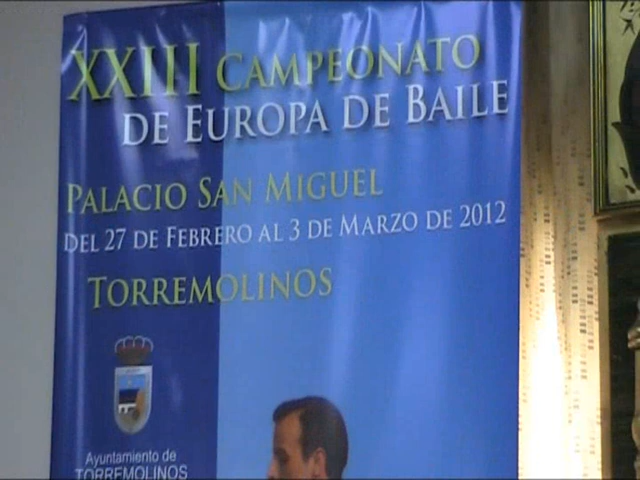 XXIII CAMPEONATO
DE EUROPA DE BAILE
PALACIO SAN MIGUEL
DEL 27 DE FEBRERO AL 3 DE MARZO DE 2012
TORREMOLINOS
Ayuntamiento de
TORREMOLINOS